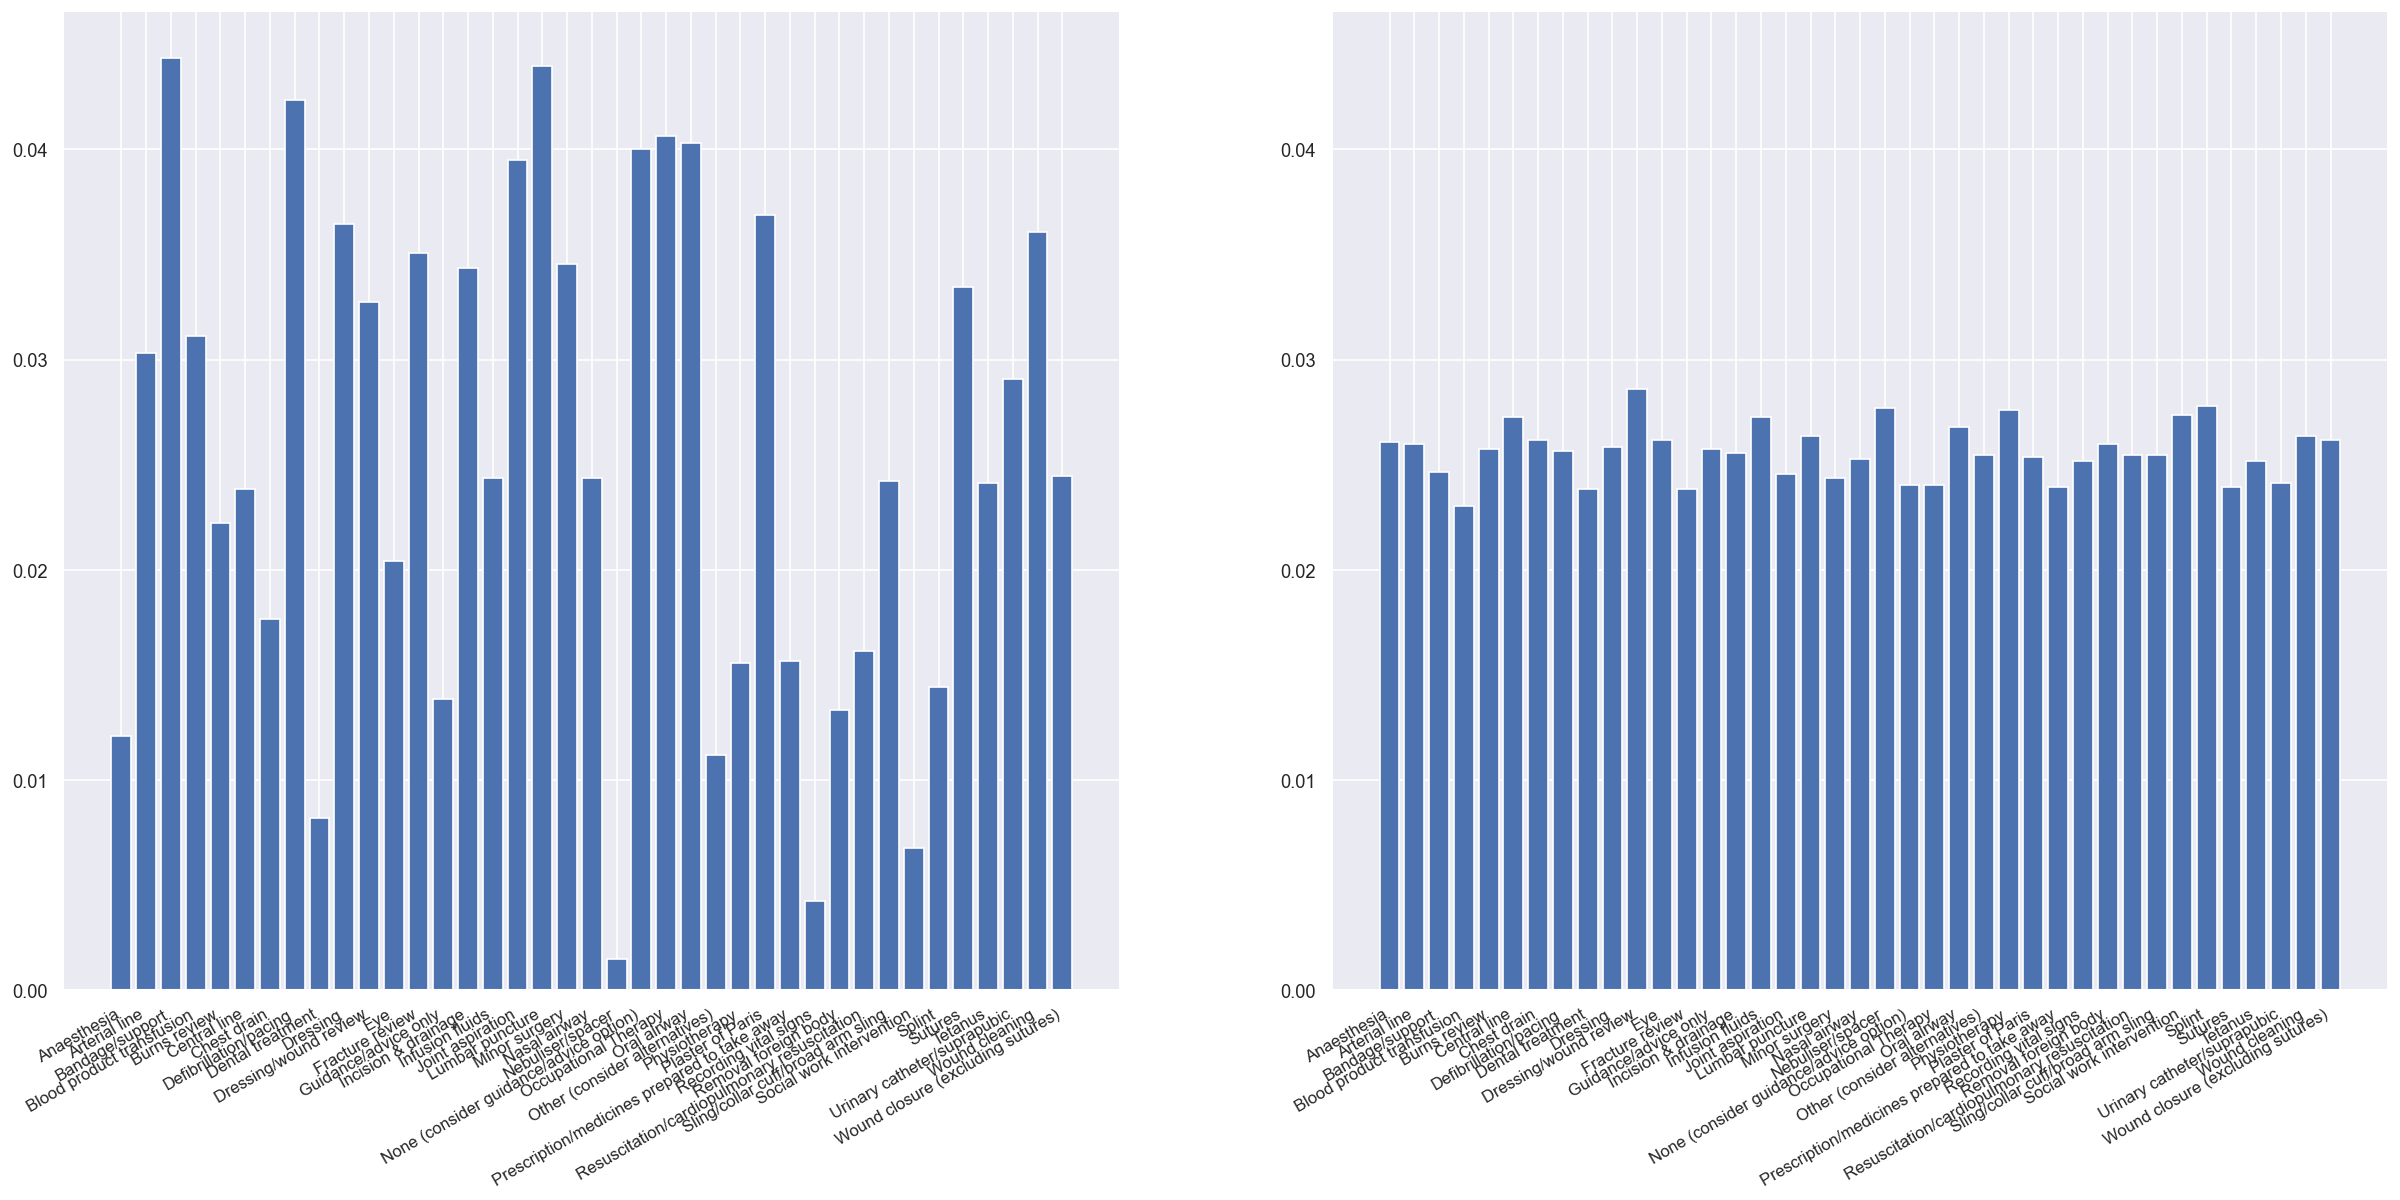 0.04
0.03
0.02
0.01
0.00
Anaesthesia
Arterial line
Bandage/support
Blood product transfusion
Burns review
Central line
Chest drain
Defibrillation/pacing
Dental treatment
Dressing
Dressing/wound review
Eye
Fracture review
Guidance/advice only
Incision & drainage
Infusion fluids
Joint aspiration
Lumbar puncture
Minor surgery
Nasal airway
Nebuliser/spacer
None (consider guidance/advice option)
Occupational Therapy
Oral airway
Other (consider alternatives)
Physiotherapy
Plaster of Paris
Prescription/medicines prepared to take away
Recording vital signs
Removal foreign body
Resuscitation/cardiopulmonary resuscitation
Sling/collar cuff/broad arm sling
Social work intervention
Splint
Sutures
Tetanus
Urinary catheter/suprapubic
Wound cleaning
Wound closure (excluding sutures)
0.04
0.03
0.02
0.01
0.00
Anaesthesia
Arterial line
Bandage/support
Blood product transfusion
Burns review
Central line
Chest drain
Defibrillation/pacing
Dental treatment
Dressing
Dressing/wound review
Eye
Fracture review
Guidance/advice only
Incision & drainage
Infusion fluids
Joint aspiration
Lumbar puncture
Minor surgery
Nasal airway
Nebuliser/spacer
None (consider guidance/advice option)
Occupational Therapy
Oral airway
Other (consider alternatives)
Physiotherapy
Plaster of Paris
Prescription/medicines prepared to take away
Recording vital signs
Removal foreign body
Resuscitation/cardiopulmonary resuscitation
Sling/collar cuff/broad arm sling
Social work intervention
Splint
Sutures
Tetanus
Urinary catheter/suprapubic
Wound cleaning
Wound closure (excluding sutures)